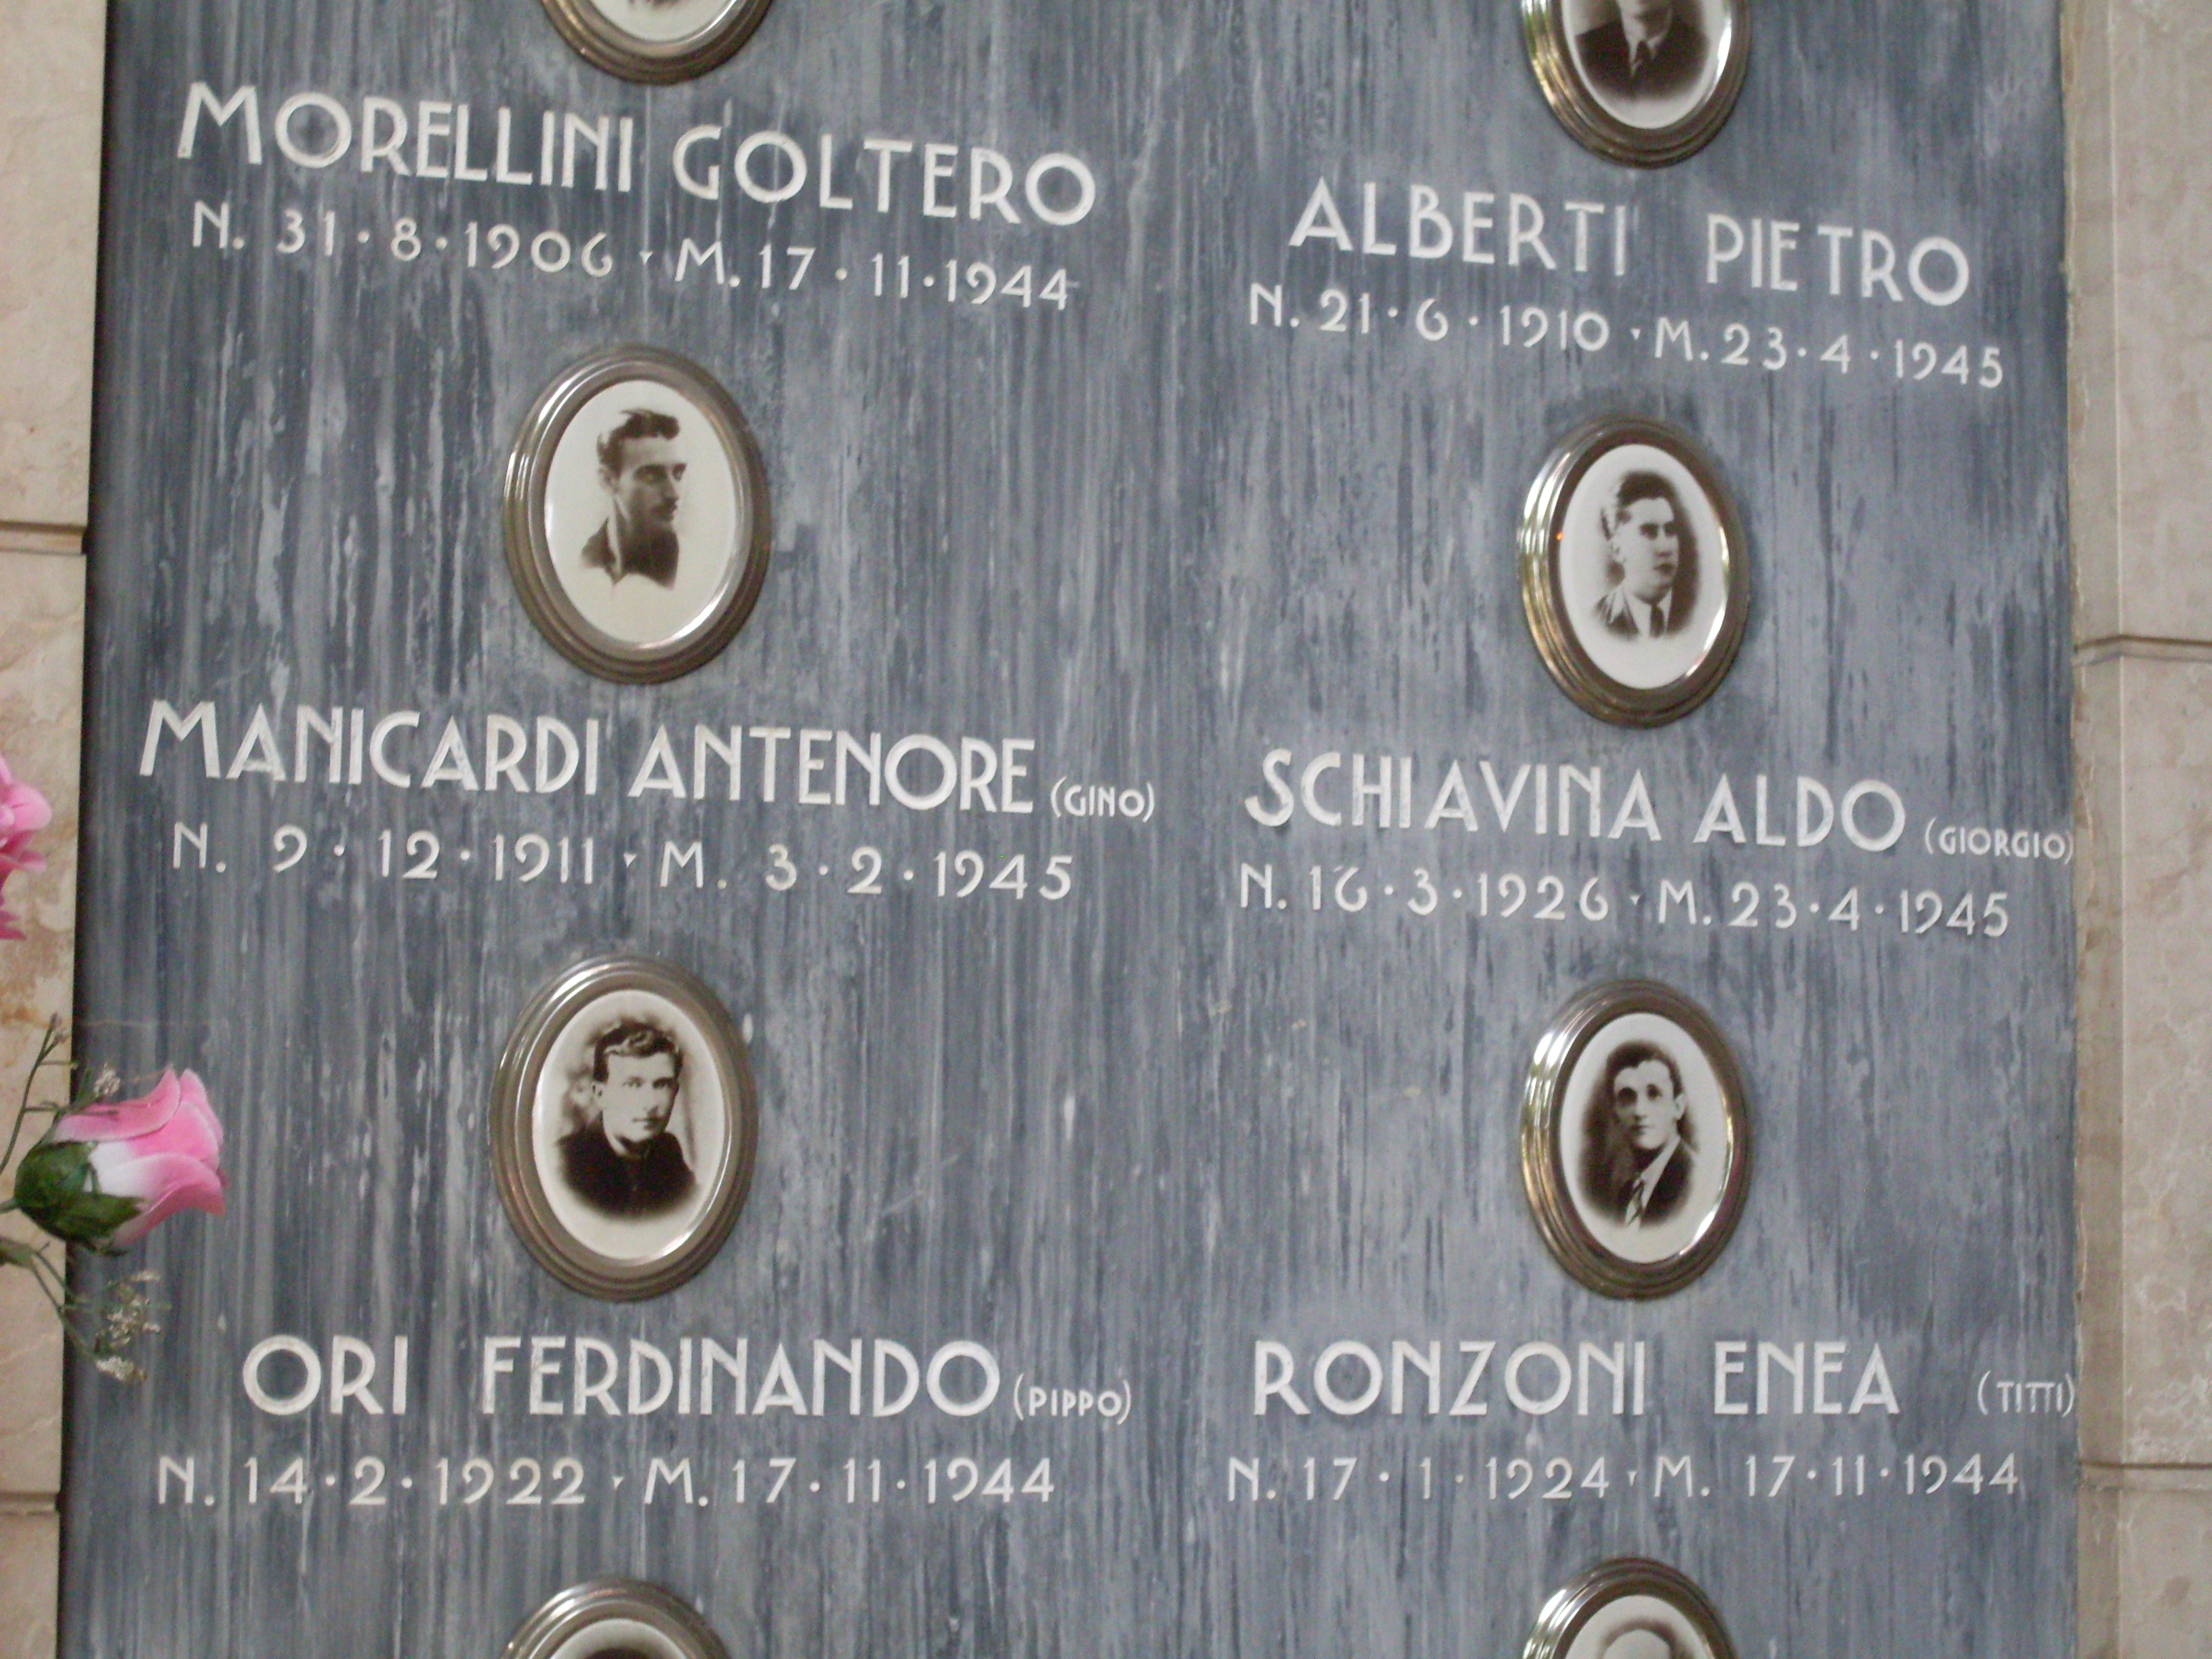 MORELLINI GOLTERO
N. 31 · 8 · 1906 · M. 17 · 11 · 1944
MANICARDI ANTENORE (GINO)
N. 9 · 12 · 1911 · M. 3 · 2 · 1945
ORI FERDINANDO (PIPPO)
N. 14 · 2 · 1922 · M. 17 · 11 · 1944
ALBERTI PIETRO
N. 21 · 6 · 1910 · M. 23 · 4 · 1945
SCHIAVINA ALDO (GIORGIO)
N. 16 · 3 · 1926 · M. 23 · 4 · 1945
RONZONI ENEA (TITTI)
N. 17 · 1 · 1924 · M. 17 · 11 · 1944